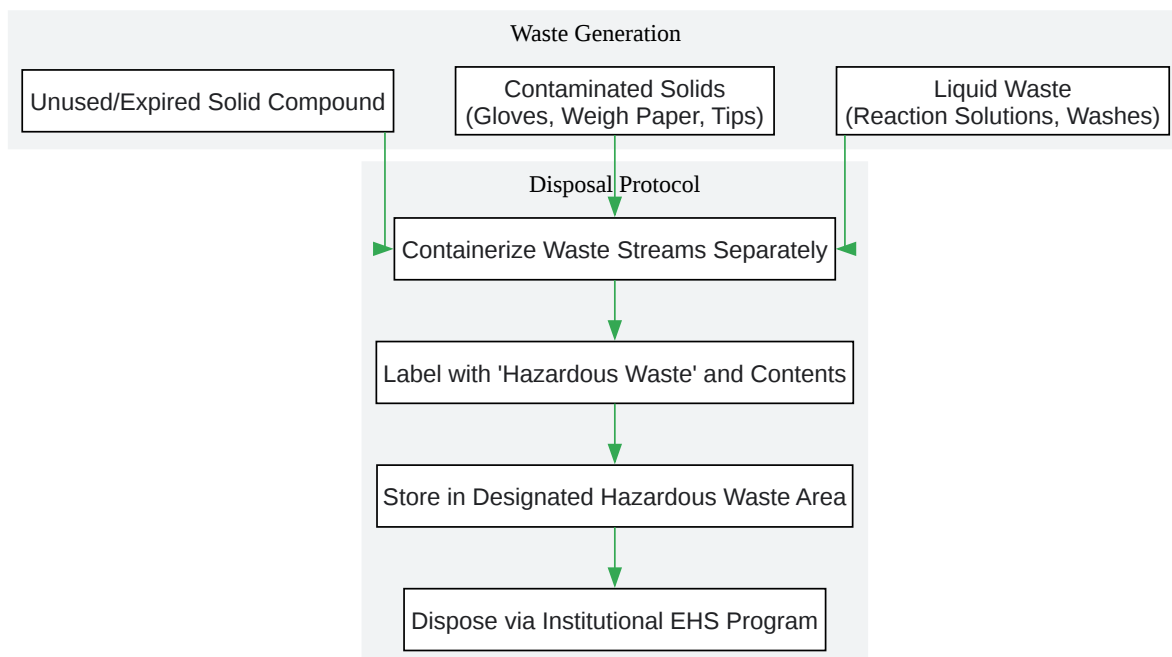 Waste Generation
Unused/Expired Solid Compound
Contaminated Solids
(Gloves, Weigh Paper, Tips)
Liquid Waste
(Reaction Solutions, Washes)
Disposal Protocol
Containerize Waste Streams Separately
Label with 'Hazardous Waste' and Contents
Store in Designated Hazardous Waste Area
Dispose via Institutional EHS Program